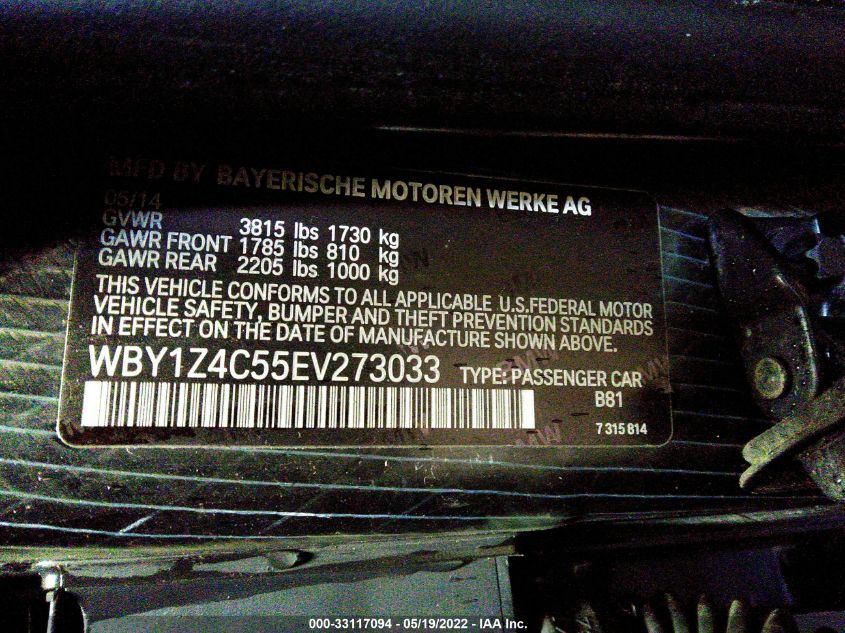 MFD BY BAYERISCHE MOTOREN WERKE AG
05/14
GVWR 3815 lbs 1730 kg
GAWR FRONT 1785 lbs 810 kg
GAWR REAR 2205 lbs 1000 kg
THIS VEHICLE CONFORMS TO ALL APPLICABLE U.S.FEDERAL MOTOR
VEHICLE SAFETY, BUMPER AND THEFT PREVENTION STANDARDS
IN EFFECT ON THE DATE OF MANUFACTURE SHOWN ABOVE.
WBY1Z4C55EV273033 TYPE: PASSENGER CAR
B81
7 315 814
000-33117094 - 05/19/2022 - IAA Inc.